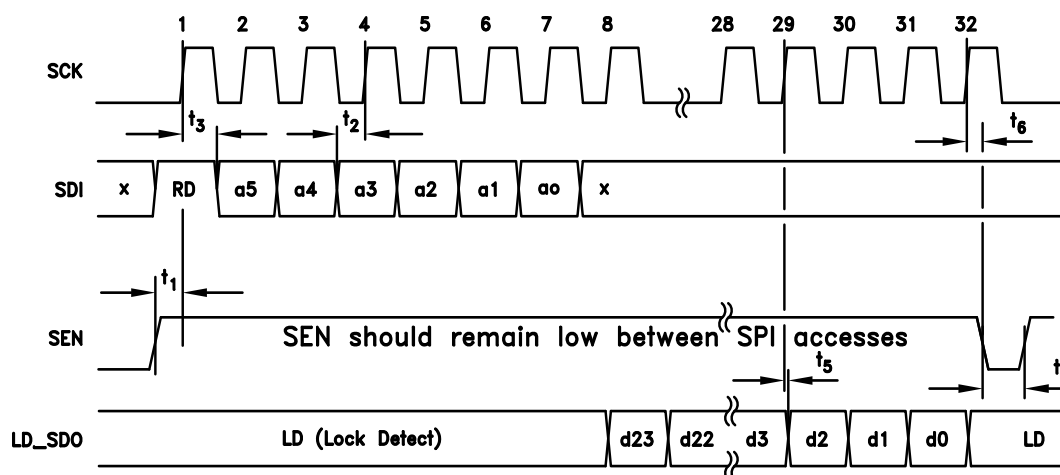 1 2 3 4 5 6 7 8 28 29 30 31 32
SCK
t3 t2 t6
SDI x RD a5 a4 a3 a2 a1 ao x
t1
SEN SEN should remain low between SPI accesses
t5 t
LD_SDO LD (Lock Detect) d23 d22 d3 d2 d1 d0 LD